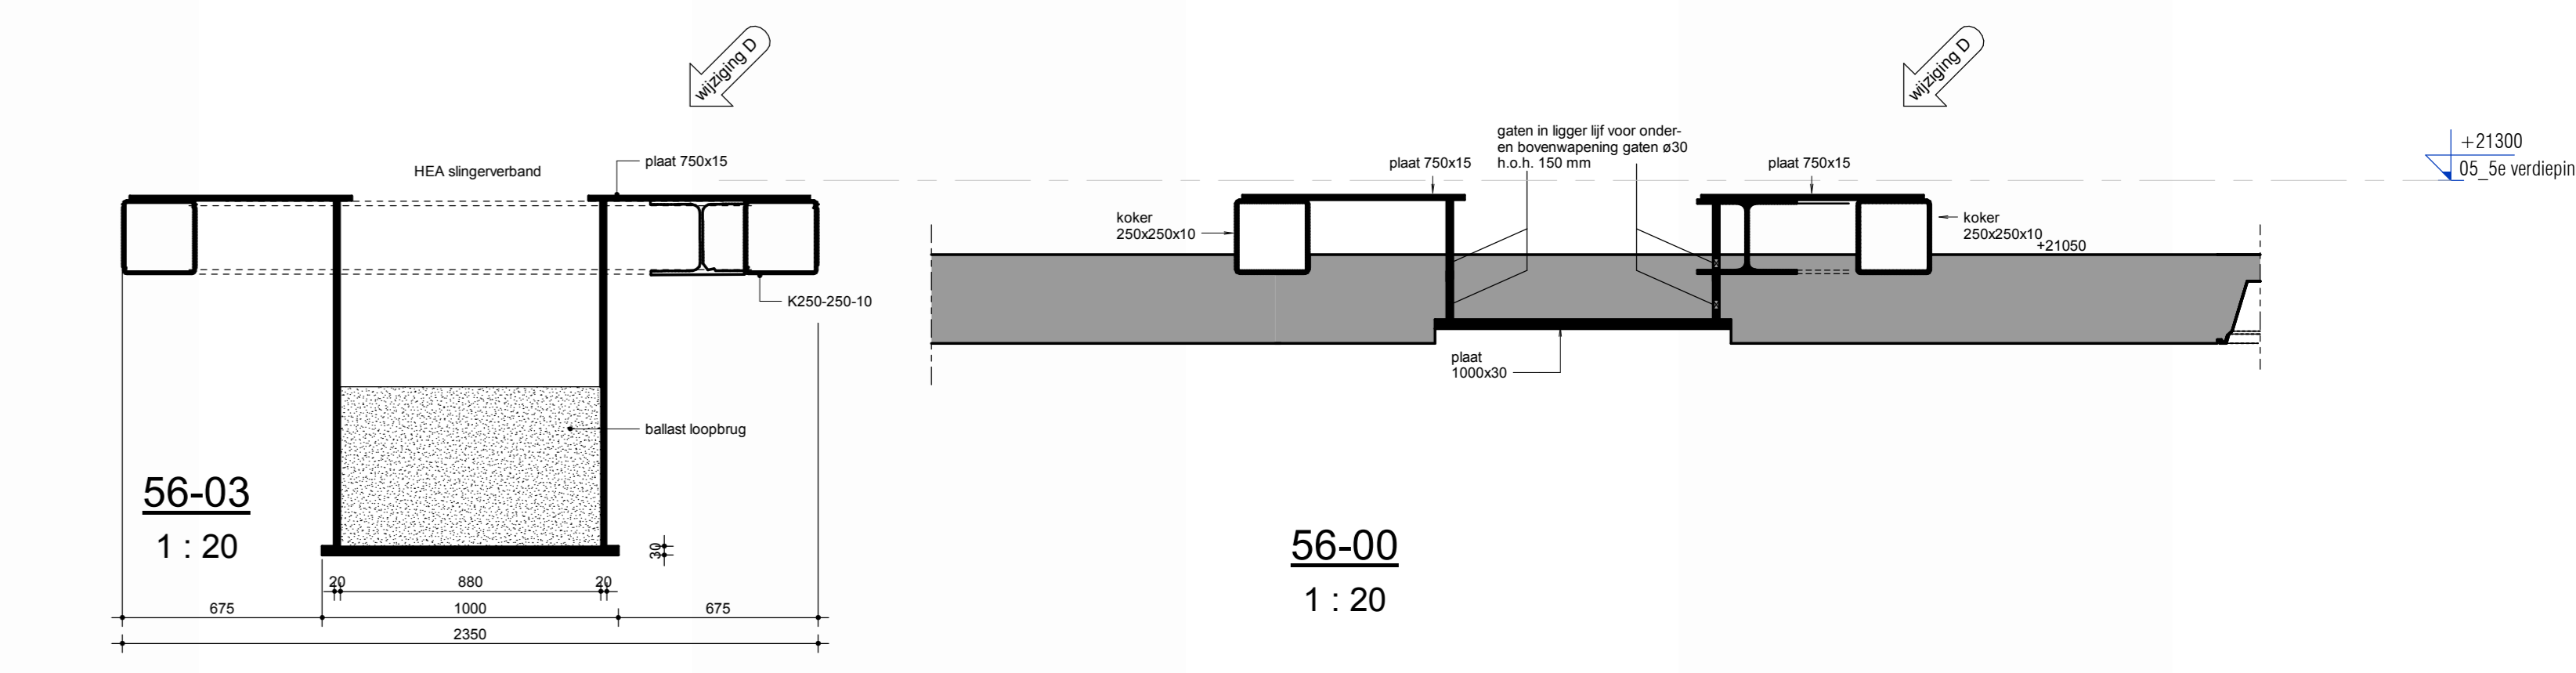 wijziging D
HEA slingerverband
plaat 750x15
K250-250-10
ballast loopbrug
56-03
1 : 20
30
20
880
20
675
1000
675
2350
wijziging D
gaten in ligger lijf voor onder-
en bovenwapening gaten ø30
h.o.h. 150 mm
plaat 750x15
plaat 750x15
koker
250x250x10
koker
250x250x10
+21050
plaat
1000x30
56-00
1 : 20
+21300
05_5e verdiepin